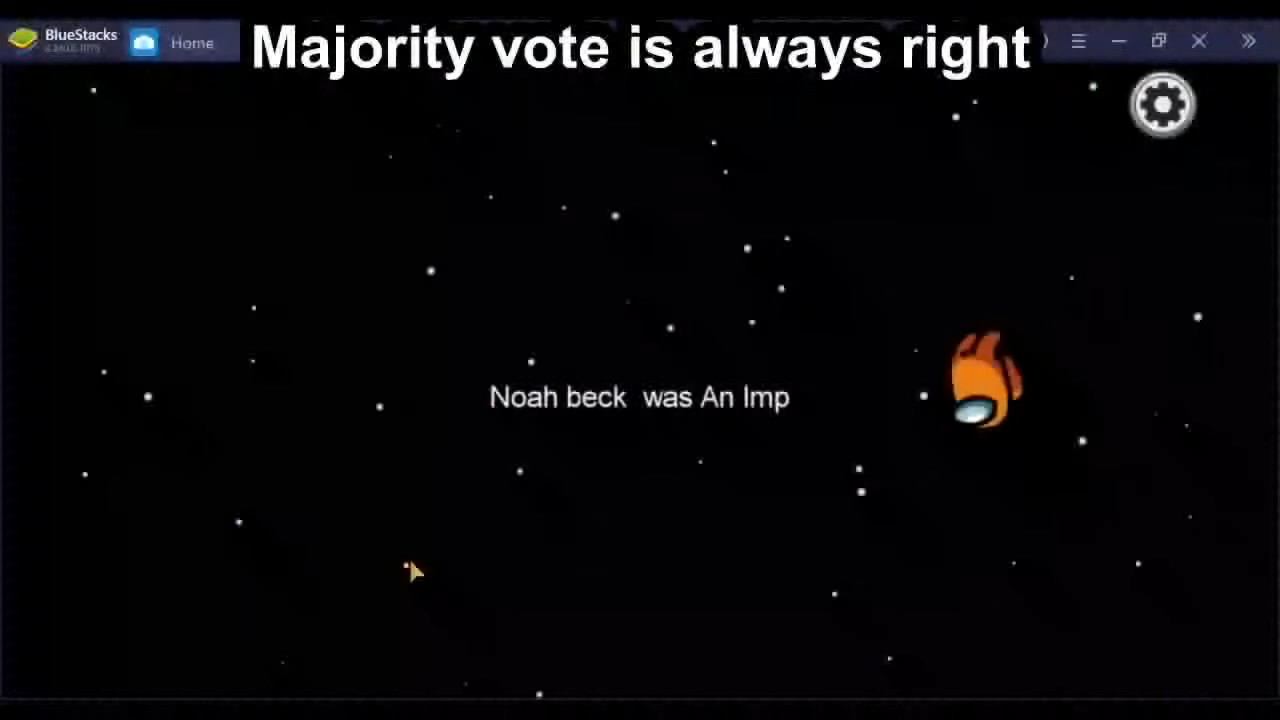 Majority vote is always right
BlueStacks
Home
Noah beck was An Imp